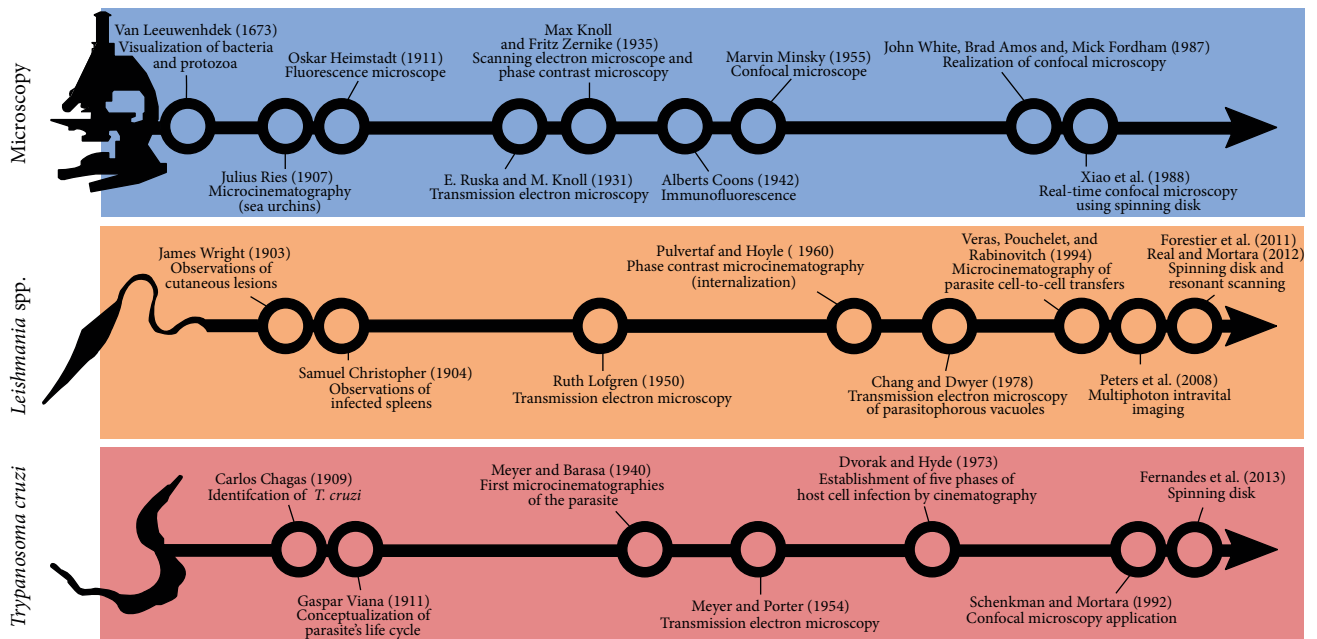 Microscopy
Van Leeuwenhdek (1673)
Visualization of bacteria
and protozoa
Oskar Heimstadt (1911)
Fluorescence microscope
Max Knoll
and Fritz Zernike (1935)
Scanning electron microscope and
phase contrast microscopy
Marvin Minsky (1955)
Confocal microscope
John White, Brad Amos and, Mick Fordham (1987)
Realization of confocal microscopy
Julius Ries (1907)
Microcinematography
(sea urchins)
E. Ruska and M. Knoll (1931)
Transmission electron microscopy
Alberts Coons (1942)
Immunofluorescence
Xiao et al. (1988)
Real-time confocal microscopy
using spinning disk
Leishmania spp.
James Wright (1903)
Observations of
cutaneous lesions
Pulvertaf and Hoyle ( 1960)
Phase contrast microcinematography
(internalization)
Veras, Pouchelet, and
Rabinovitch (1994)
Microcinematography of
parasite cell-to-cell transfers
Forestier et al. (2011)
Real and Mortara (2012)
Spinning disk and
resonant scanning
Samuel Christopher (1904)
Observations of
infected spleens
Ruth Lofgren (1950)
Transmission electron microscopy
Chang and Dwyer (1978)
Transmission electron microscopy
of parasitophorous vacuoles
Peters et al. (2008)
Multiphoton intravital
imaging
Trypanosoma cruzi
Carlos Chagas (1909)
Identifcation of T. cruzi
Meyer and Barasa (1940)
First microcinematographies
of the parasite
Dvorak and Hyde (1973)
Establishment of five phases of
host cell infection by cinematography
Fernandes et al. (2013)
Spinning disk
Gaspar Viana (1911)
Conceptualization of
parasite's life cycle
Meyer and Porter (1954)
Transmission electron microscopy
Schenkman and Mortara (1992)
Confocal microscopy application